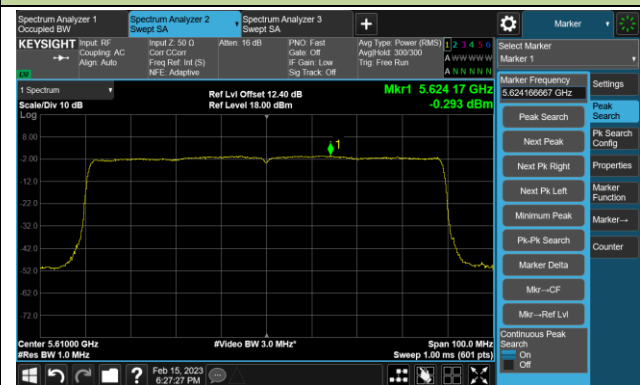 Spectrum Analyzer 1
Occupied BW
Spectrum Analyzer 2
Swept SA
Spectrum Analyzer 3
Swept SA
Marker
KEYSIGHT
Input: RF
Coupling: AC
Align: Auto
Input Z: 50 Ω
Corr CCorr
Freq Ref: Int (S)
NFE: Adaptive
Atten: 16 dB
PNO: Fast
Gate: Off
IF Gain: Low
Sig Track: Off
Avg Type: Power (RMS)
Avg|Hold: 300/300
Trig: Free Run
1 2 3 4 5 6
A W W W W W
A N N N N N
Select Marker
Marker 1
1 Spectrum
Scale/Div 10 dB
Log
Ref Lvl Offset 12.40 dB
Ref Level 18.00 dBm
Mkr1 5.624 17 GHz
-0.293 dBm
Marker Frequency
5.624166667 GHz
Settings
Peak Search
Peak
Search
Next Peak
Pk Search
Config
Next Pk Right
Properties
Next Pk Left
Marker
Function
Minimum Peak
Marker→
Pk-Pk Search
Counter
Marker Delta
Mkr→CF
Mkr→Ref Lvl
Continuous Peak
Search
On
Off
1
8.00
-2.00
-12.0
-22.0
-32.0
-42.0
-52.0
-62.0
-72.0
Center 5.61000 GHz
#Res BW 1.0 MHz
#Video BW 3.0 MHz*
Span 100.0 MHz
Sweep 1.00 ms (601 pts)
?
Feb 15, 2023
6:27:27 PM